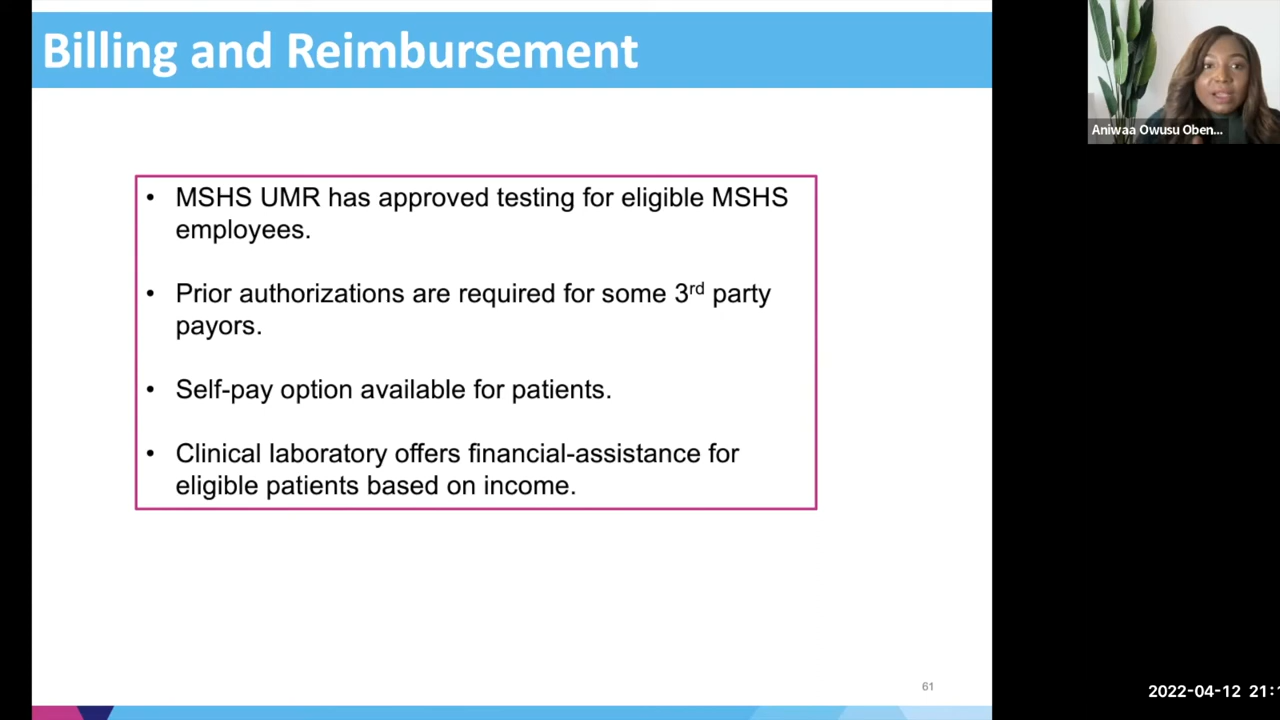 Billing and Reimbursement
Aniwaa Owusu Oben...
• MSHS UMR has approved testing for eligible MSHS
employees.
• Prior authorizations are required for some 3rd party
payors.
• Self-pay option available for patients.
• Clinical laboratory offers financial-assistance for
eligible patients based on income.
61
2022-04-12 21: